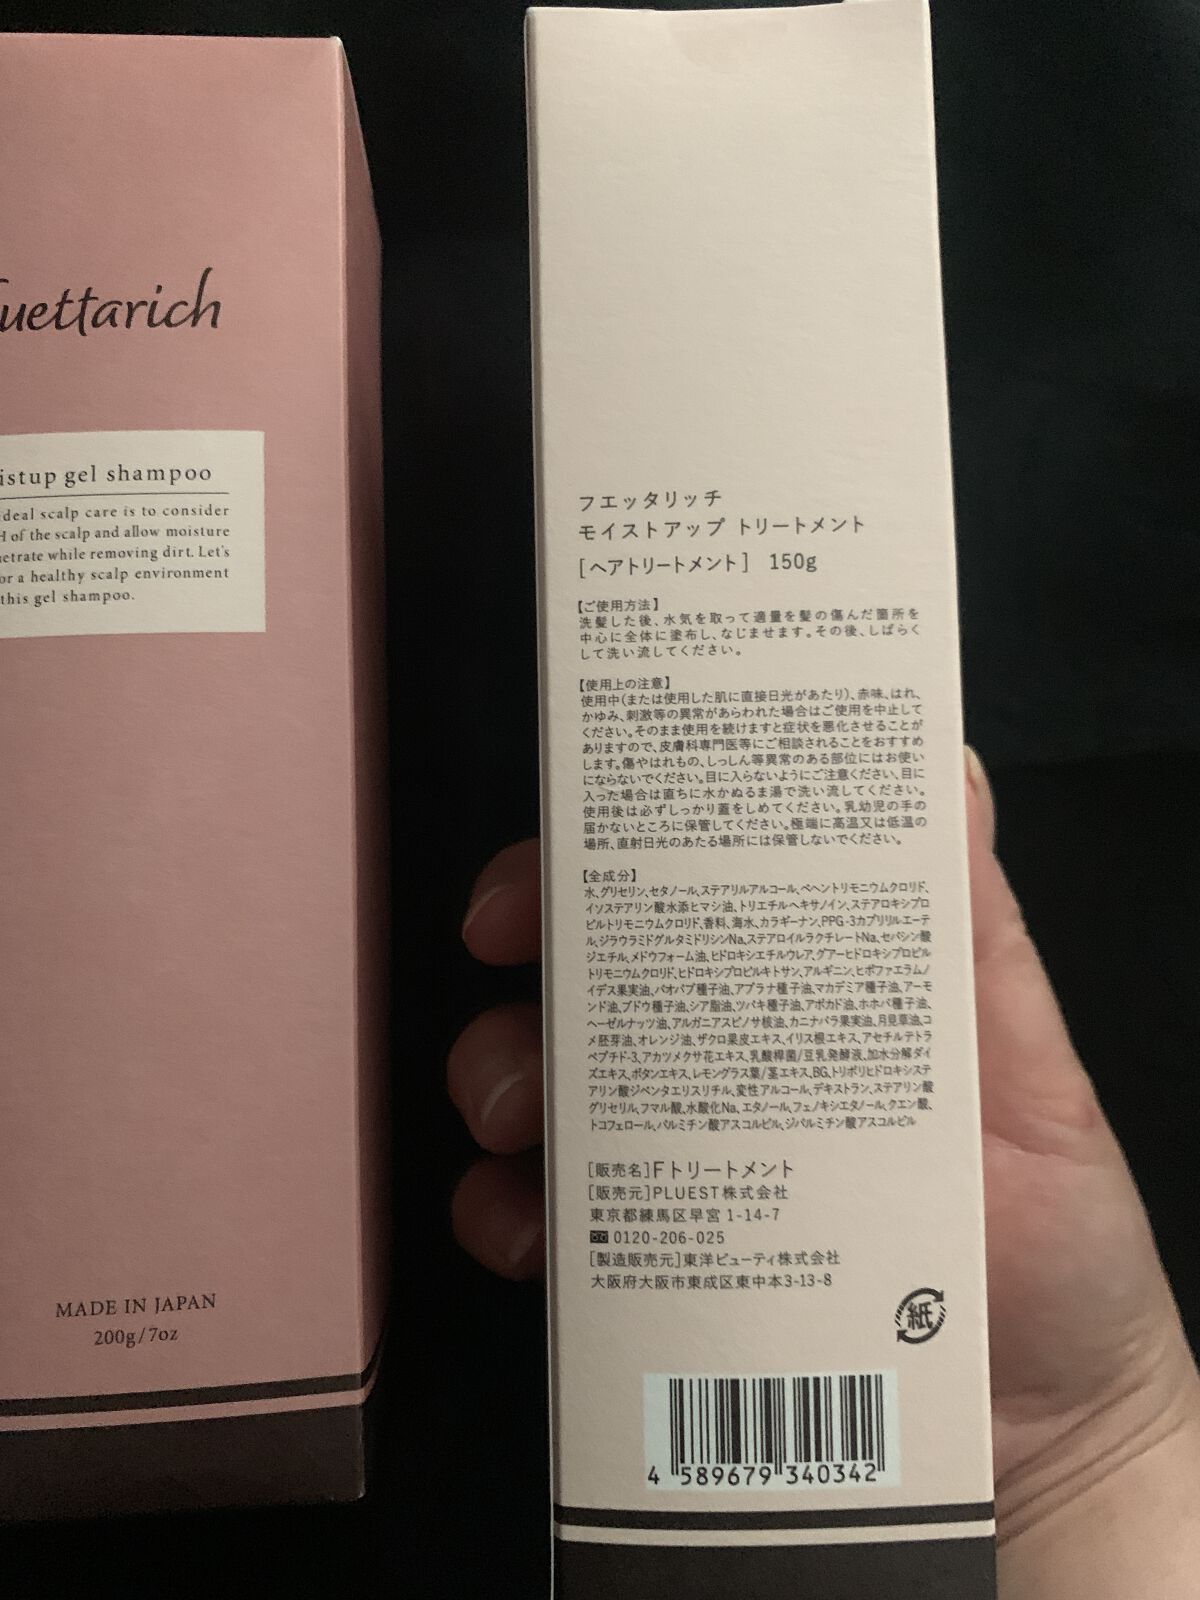 uettarich
istup gel shampoo
deal scalp care is to consider
H of the scalp and allow moisture
netrate while removing dirt. Let's
or a healthy scalp environment
this gel shampoo.
MADE IN JAPAN
200g/7oz
フエッタリッチ
モイストアップ トリートメント
[ヘアトリートメント] 150g
【ご使用方法】
洗髪した後、水気を取って適量を髪の傷んだ箇所を
中心に全体に塗布し、なじませます。その後、しばらく
して洗い流してください。
【使用上の注意】
使用中(または使用した肌に直接日光があたり)、赤味、はれ、
かゆみ、刺激等の異常があらわれた場合はご使用を中止して
ください。そのまま使用を続けますと症状を悪化させることが
ありますので、皮膚科専門医等にご相談されることをおすすめ
します。傷やはれもの、しっしん等異常のある部位にはお使い
にならないでください。目に入らないようにご注意ください、目に
入った場合は直ちに水かぬるま湯で洗い流してください。
使用後は必ずしっかり蓋をしめてください。乳幼児の手の
届かないところに保管してください。極端に高温又は低温の
場所、直射日光のあたる場所には保管しないでください。
【全成分】
水、グリセリン、セタノール、ステアリルアルコール、ベヘントリモニウムクロリド、
イソステアリン酸水添ヒマシ油、トリエチルヘキサノイン、ステアロキシプロ
ピルトリモニウムクロリド、香料、海水、カラギーナン、PPG-3カプリリルエーテ
ル、ジラウラミドグルタミドリシンNa、ステアロイルラクチレートNa、セバシン酸
ジエチル、メドウフォーム油、ヒドロキシエチルウレア、グアーヒドロキシプロピル
トリモニウムクロリド、ヒドロキシプロピルキトサン、アルギニン、ヒポファエラムノ
イデス果実油、バオバブ種子油、アブラナ種子油、マカデミア種子油、アーモ
ンド油、ブドウ種子油、シア脂油、ツバキ種子油、アボカド油、ホホバ種子油、
ヘーゼルナッツ油、アルガニアスピノサ核油、カニナバラ果実油、月見草油、コ
メ胚芽油、オレンジ油、ザクロ果皮エキス、イリス根エキス、アセチルテトラ
ペプチド-3、アカツメクサ花エキス、乳酸桿菌/豆乳発酵液、加水分解ダイ
ズエキス、ボタンエキス、レモングラス葉/茎エキス、BG、トリポリヒドロキシステ
アリン酸ジペンタエリスリチル、変性アルコール、デキストラン、ステアリン酸
グリセリル、フマル酸、水酸化Na、エタノール、フェノキシエタノール、クエン酸、
トコフェロール、パルミチン酸アスコルビル、ジパルミチン酸アスコルビル
[販売名]Fトリートメント
[販売元]PLUEST株式会社
東京都練馬区早宮 1-14-7
0120-206-025
[製造販売元]東洋ビューティ株式会社
大阪府大阪市東成区東中本3-13-8
紙
4 589679 340342